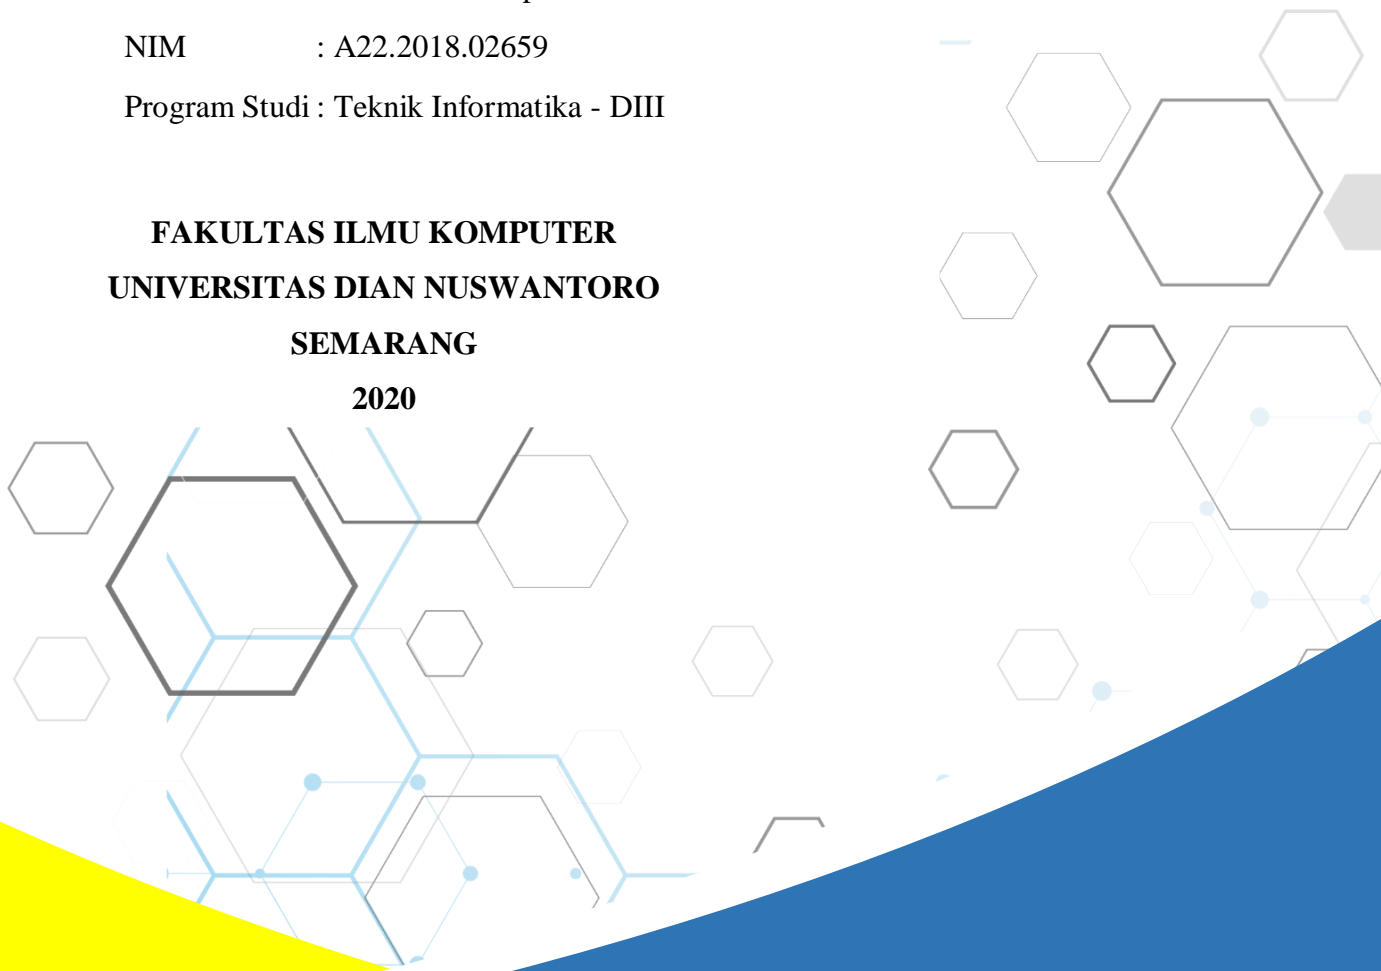 NIM : A22.2018.02659
Program Studi : Teknik Informatika - DIII
FAKULTAS ILMU KOMPUTER
UNIVERSITAS DIAN NUSWANTORO
SEMARANG
2020